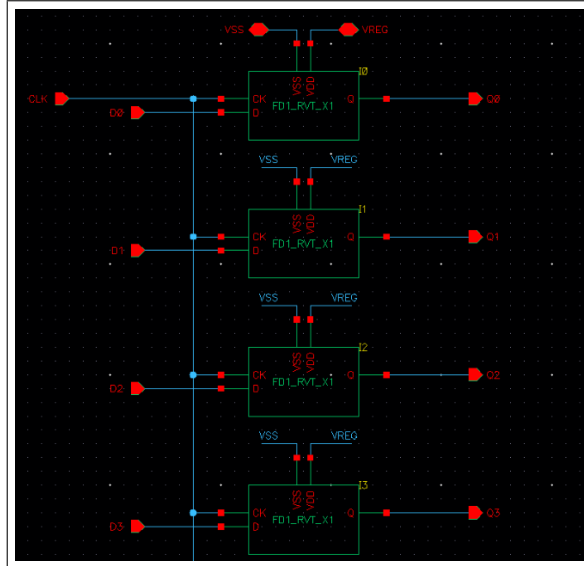 VSS VREG
I0
CLK CK VSS VDD Q Q0
D0 D FD1_RVT_X1
VSS VREG
I1
CK VSS VDD Q Q1
D1 D FD1_RVT_X1
VSS VREG
I2
CK VSS VDD Q Q2
D2 D FD1_RVT_X1
VSS VREG
I3
CK VSS VDD Q Q3
D3 D FD1_RVT_X1